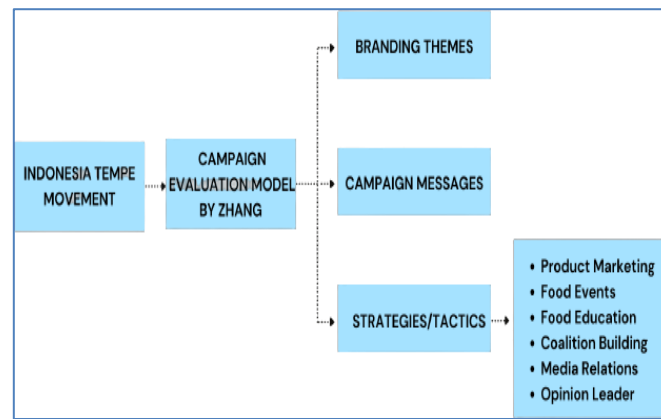 INDONESIA TEMPE
MOVEMENT
CAMPAIGN
EVALUATION MODEL
BY ZHANG
BRANDING THEMES
CAMPAIGN MESSAGES
STRATEGIES/TACTICS
• Product Marketing
• Food Events
• Food Education
• Coalition Building
• Media Relations
• Opinion Leader